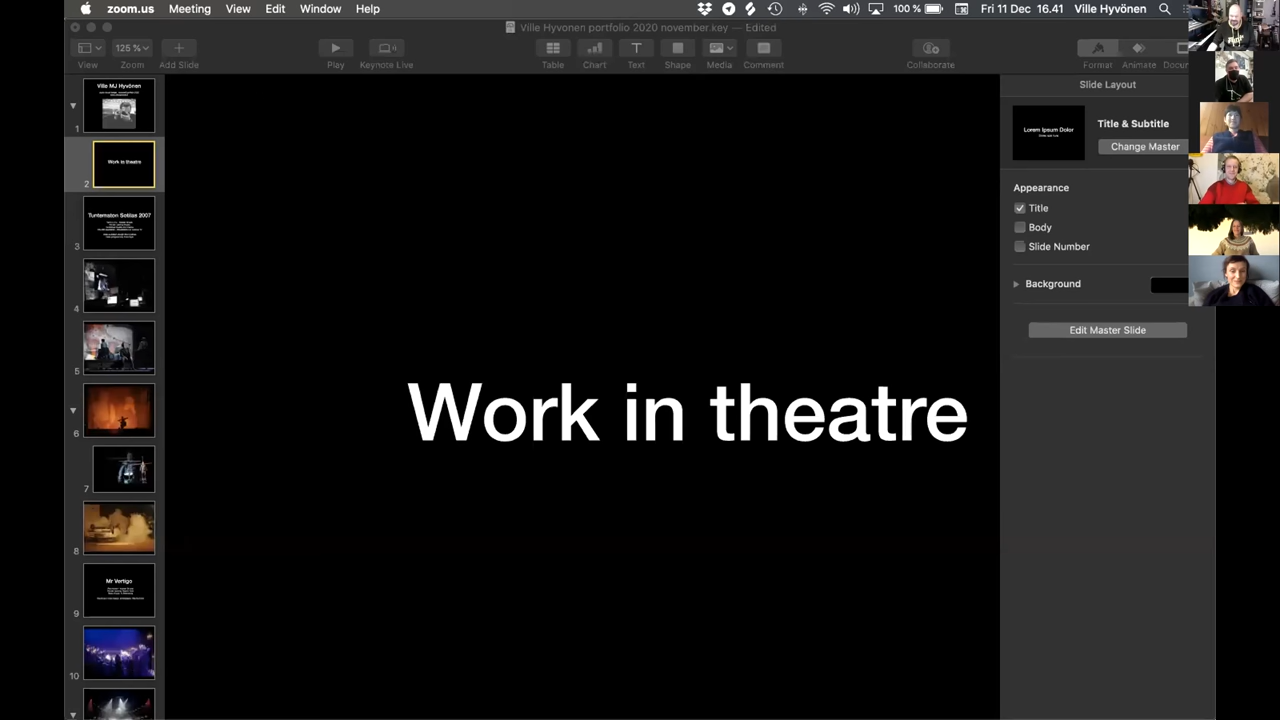 zoom.us Meeting View Edit Window Help 100 % Fri 11 Dec 16.41 Ville Hyvönen
Ville Hyvonen portfolio 2020 november.key — Edited
125 %
View Zoom Add Slide Play Keynote Live Table Chart Text Shape Media Comment Collaborate Format Animate Docu
Slide Layout
Ville MJ Hyvönen
1
Lorem Ipsum Dolor
Title & Subtitle
Change Master
Work in theatre
2
Appearance
Title
Body
Slide Number
Tuntematon Sotilas 2007
3
Background
4
Edit Master Slide
5
Work in theatre
6
7
8
Mr Vertigo
9
10